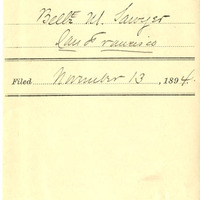 Belle M. Sawyer
San Francisco
Filed November 13, 1894.